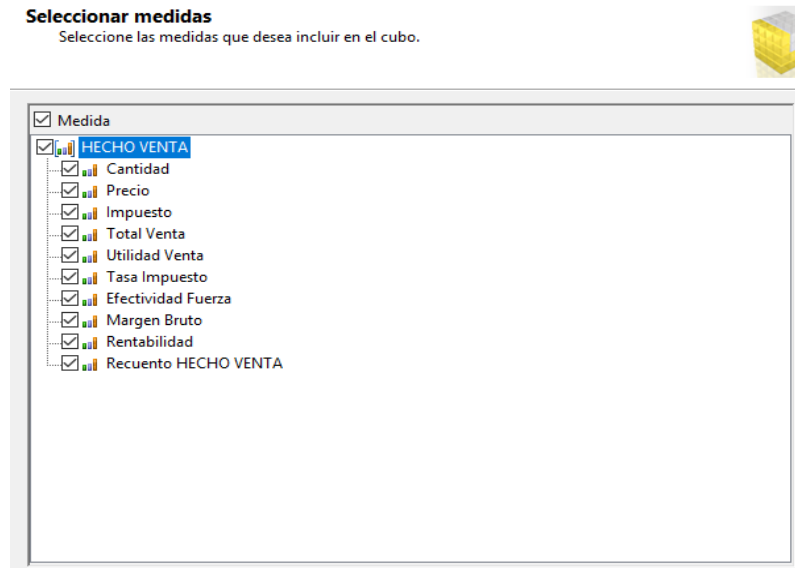 Seleccionar medidas
Seleccione las medidas que desea incluir en el cubo.
Medida
HECHO VENTA
Cantidad
Precio
Impuesto
Total Venta
Utilidad Venta
Tasa Impuesto
Efectividad Fuerza
Margen Bruto
Rentabilidad
Recuento HECHO VENTA